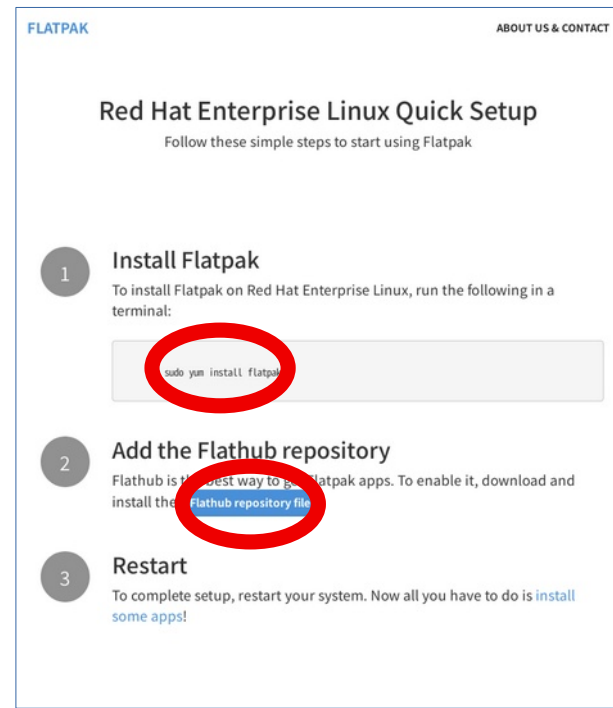 FLATPAK
ABOUT US & CONTACT
Red Hat Enterprise Linux Quick Setup
Follow these simple steps to start using Flatpak
1
Install Flatpak
To install Flatpak on Red Hat Enterprise Linux, run the following in a
terminal:
sudo yum install flatpak
2
Add the Flathub repository
Flathub is the best way to get Flatpak apps. To enable it, download and
install the Flathub repository file
3
Restart
To complete setup, restart your system. Now all you have to do is install
some apps!